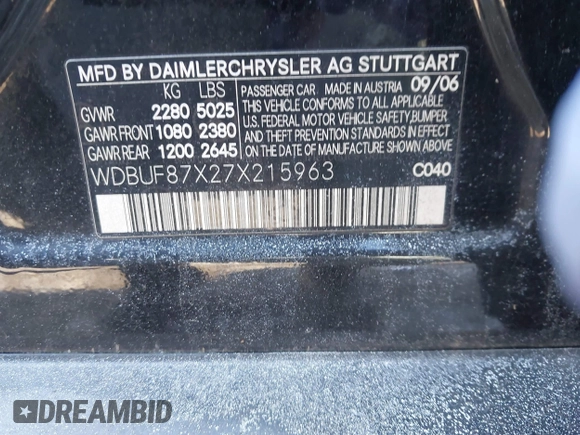 MFD BY DAIMLERCHRYSLER AG STUTTGART
KG LBS
GVWR 2280 5025
GAWR FRONT 1080 2380
GAWR REAR 1200 2645
PASSENGER CAR MADE IN AUSTRIA 09/06
THIS VEHICLE CONFORMS TO ALL APPLICABLE
U.S. FEDERAL MOTOR VEHICLE SAFETY, BUMPER,
AND THEFT PREVENTION STANDARDS IN EFFECT
ON THE DATE OF MANUFACTURE SHOWN ABOVE.
WDBUF87X27X215963 C040
DREAMBID